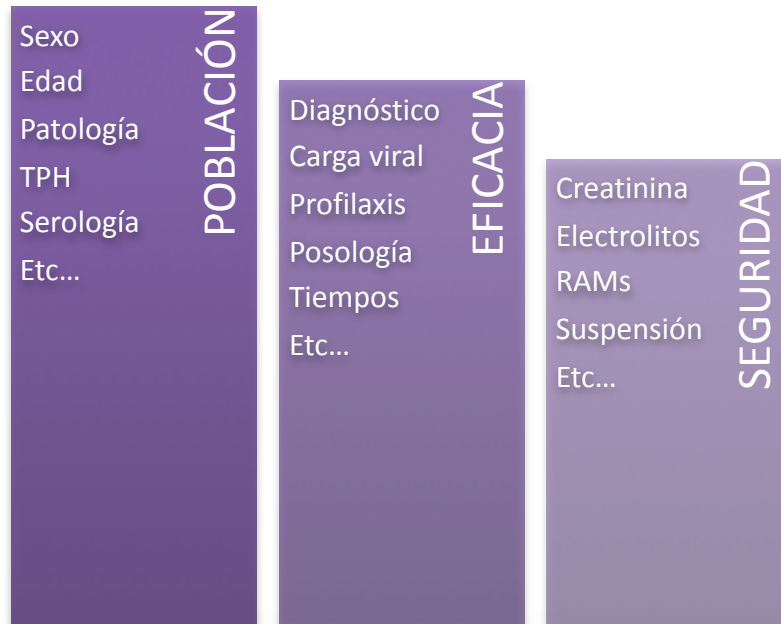 POBLACIÓN
Sexo
Edad
Patología
TPH
Serología
Etc...
EFICACIA
Diagnóstico
Carga viral
Profilaxis
Posología
Tiempos
Etc...
SEGURIDAD
Creatinina
Electrolitos
RAMs
Suspensión
Etc...